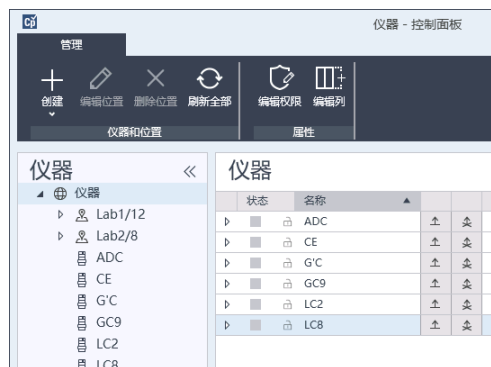 Cp
仪器 - 控制面板
管理
创建
编辑位置
删除位置
刷新全部
编辑权限
编辑列
仪器和位置
属性
仪器
仪器
Lab1/12
Lab2/8
ADC
CE
G'C
GC9
LC2
LC8
仪器
状态
名称
ADC
CE
G'C
GC9
LC2
LC8